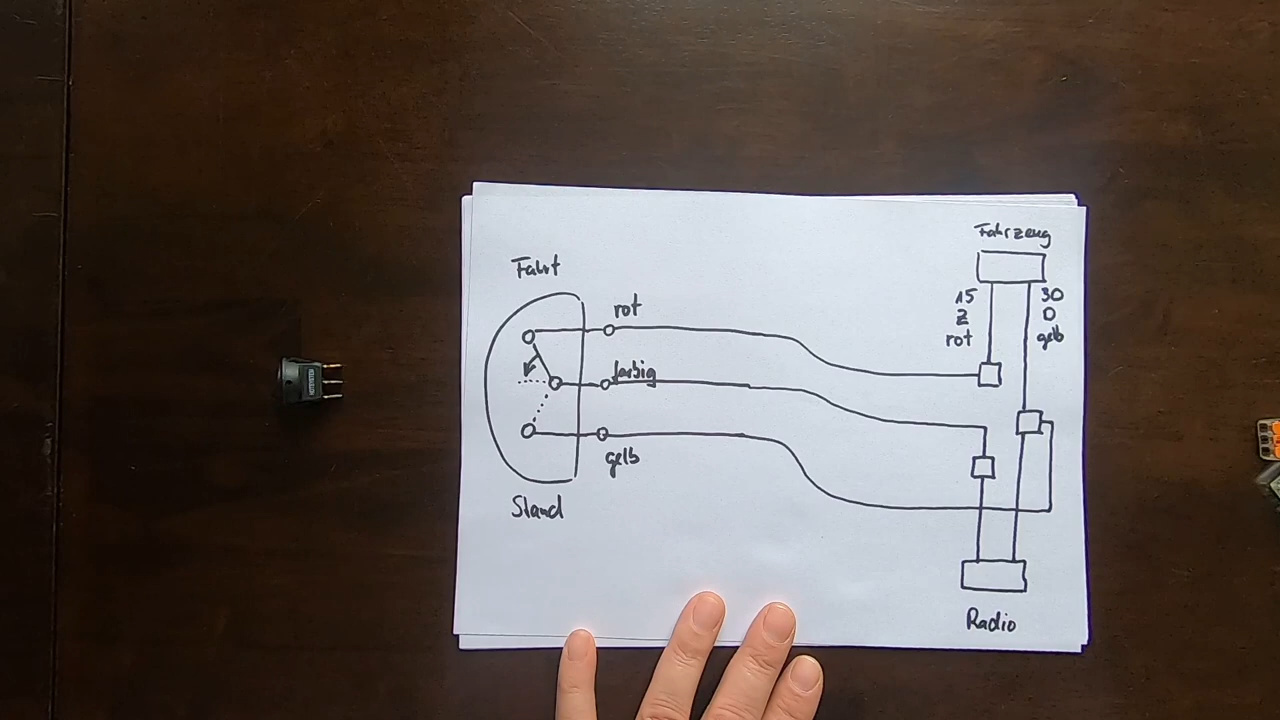 Fahrzeug
Fahrt
15
30
Z
D
rot
gelb
rot
farbig
gelb
Stand
Radio